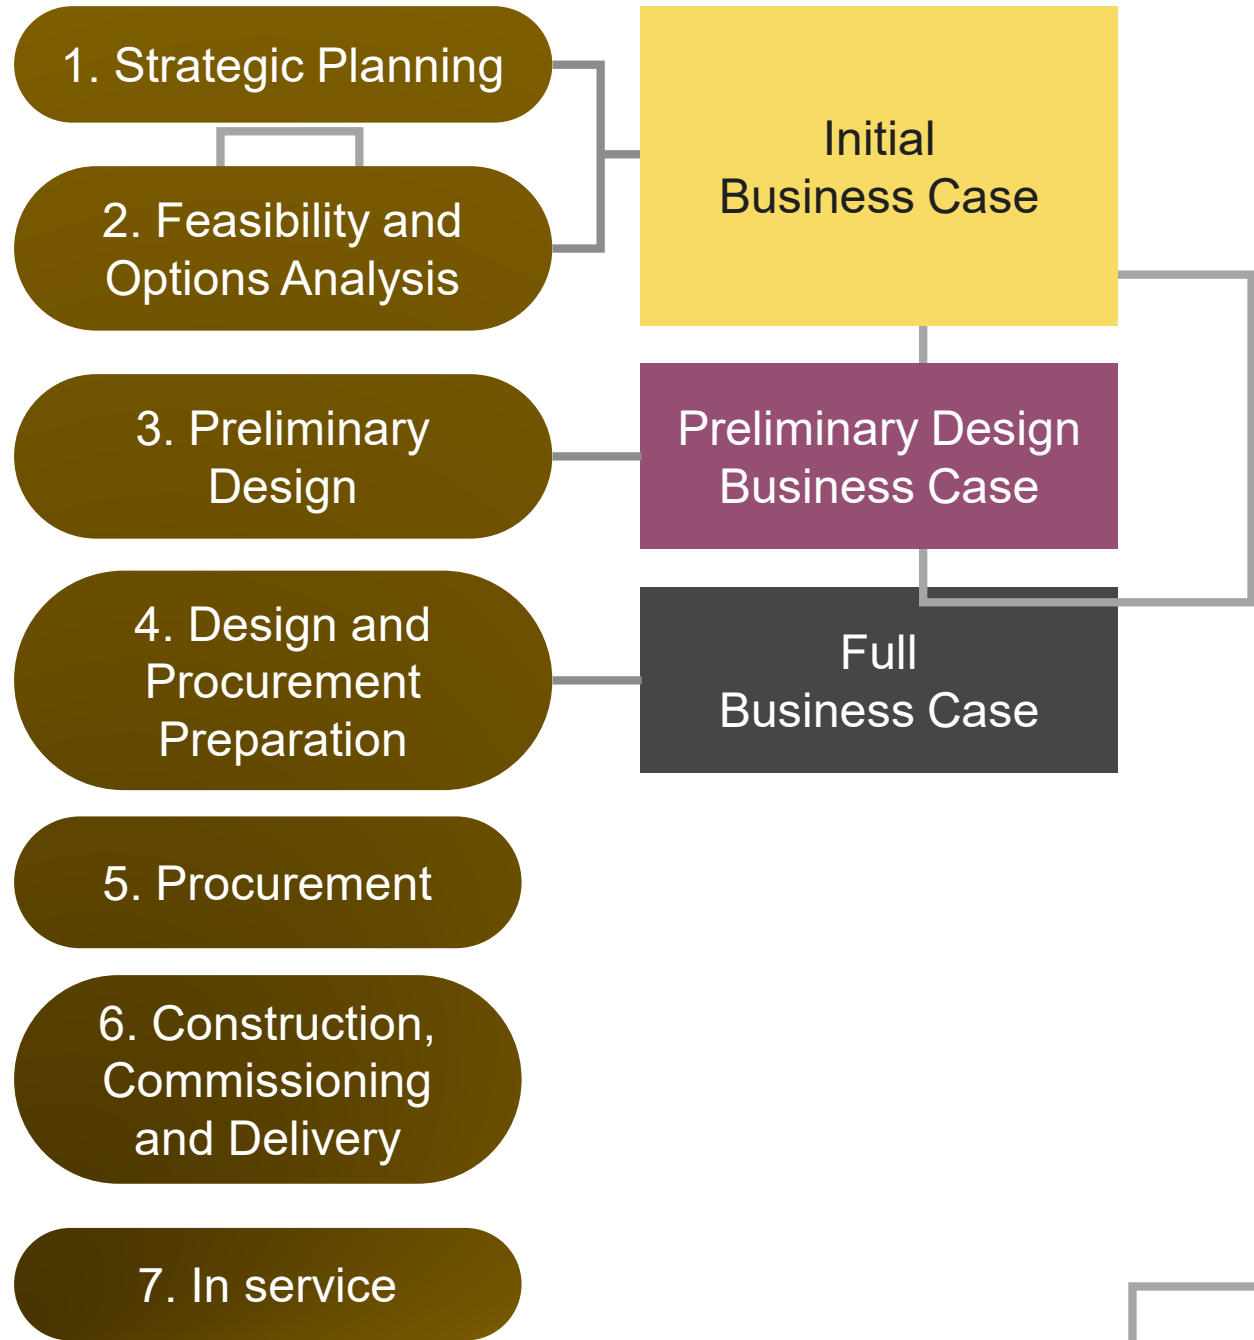 1. Strategic Planning
Initial
Business Case
2. Feasibility and
Options Analysis
3. Preliminary
Design
Preliminary Design
Business Case
4. Design and
Procurement
Preparation
Full
Business Case
5. Procurement
6. Construction,
Commissioning
and Delivery
7. In service